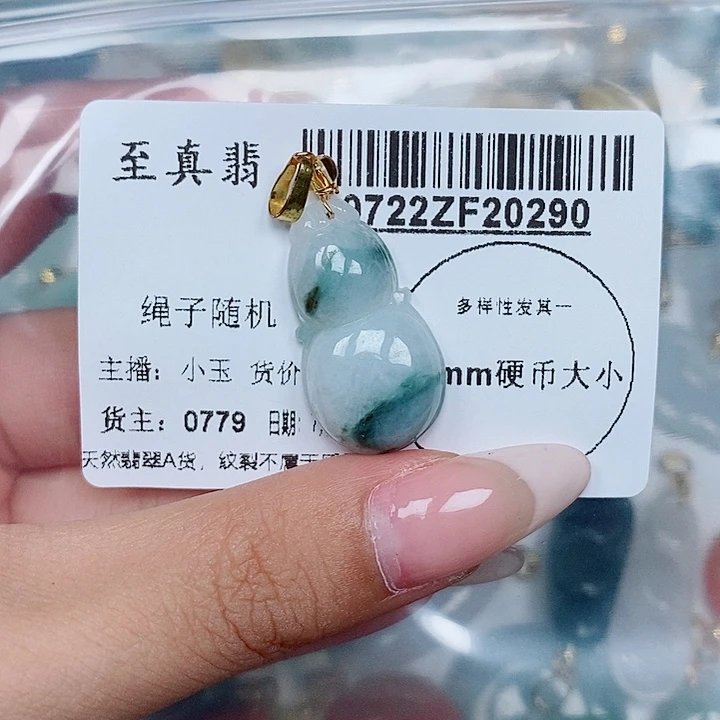 至真翡
0722ZF20290
多样性发其一
绳子随机
主播：小玉 货价
mm硬币大小
货主：0779 日期:
天然翡翠A货，纹裂不属于